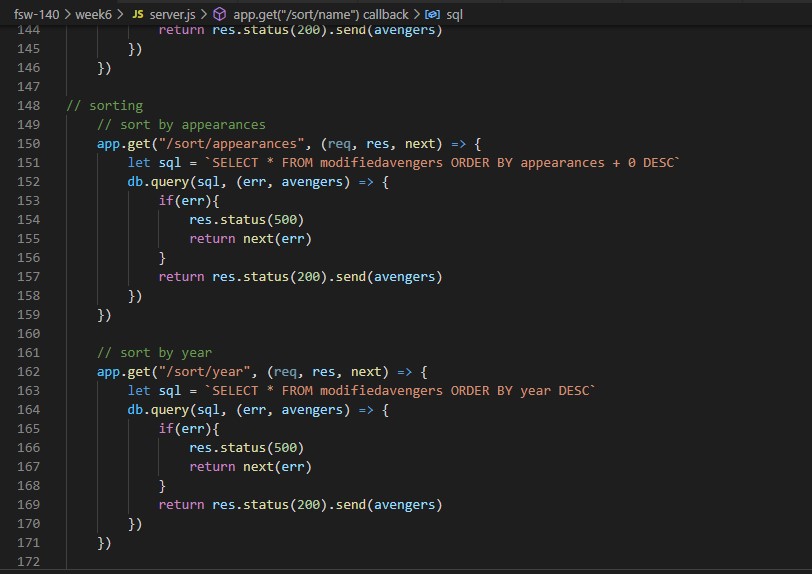 fsw-140 > week6 > JS server.js > app.get("/sort/name") callback > sql
144 return res.status(200).send(avengers)
145 })
146 })
147
148 // sorting
149 // sort by appearances
150 app.get("/sort/appearances", (req, res, next) => {
151 let sql = `SELECT * FROM modifiedavengers ORDER BY appearances + 0 DESC`
152 db.query(sql, (err, avengers) => {
153 if(err){
154 res.status(500)
155 return next(err)
156 }
157 return res.status(200).send(avengers)
158 })
159 })
160
161 // sort by year
162 app.get("/sort/year", (req, res, next) => {
163 let sql = `SELECT * FROM modifiedavengers ORDER BY year DESC`
164 db.query(sql, (err, avengers) => {
165 if(err){
166 res.status(500)
167 return next(err)
168 }
169 return res.status(200).send(avengers)
170 })
171 })
172